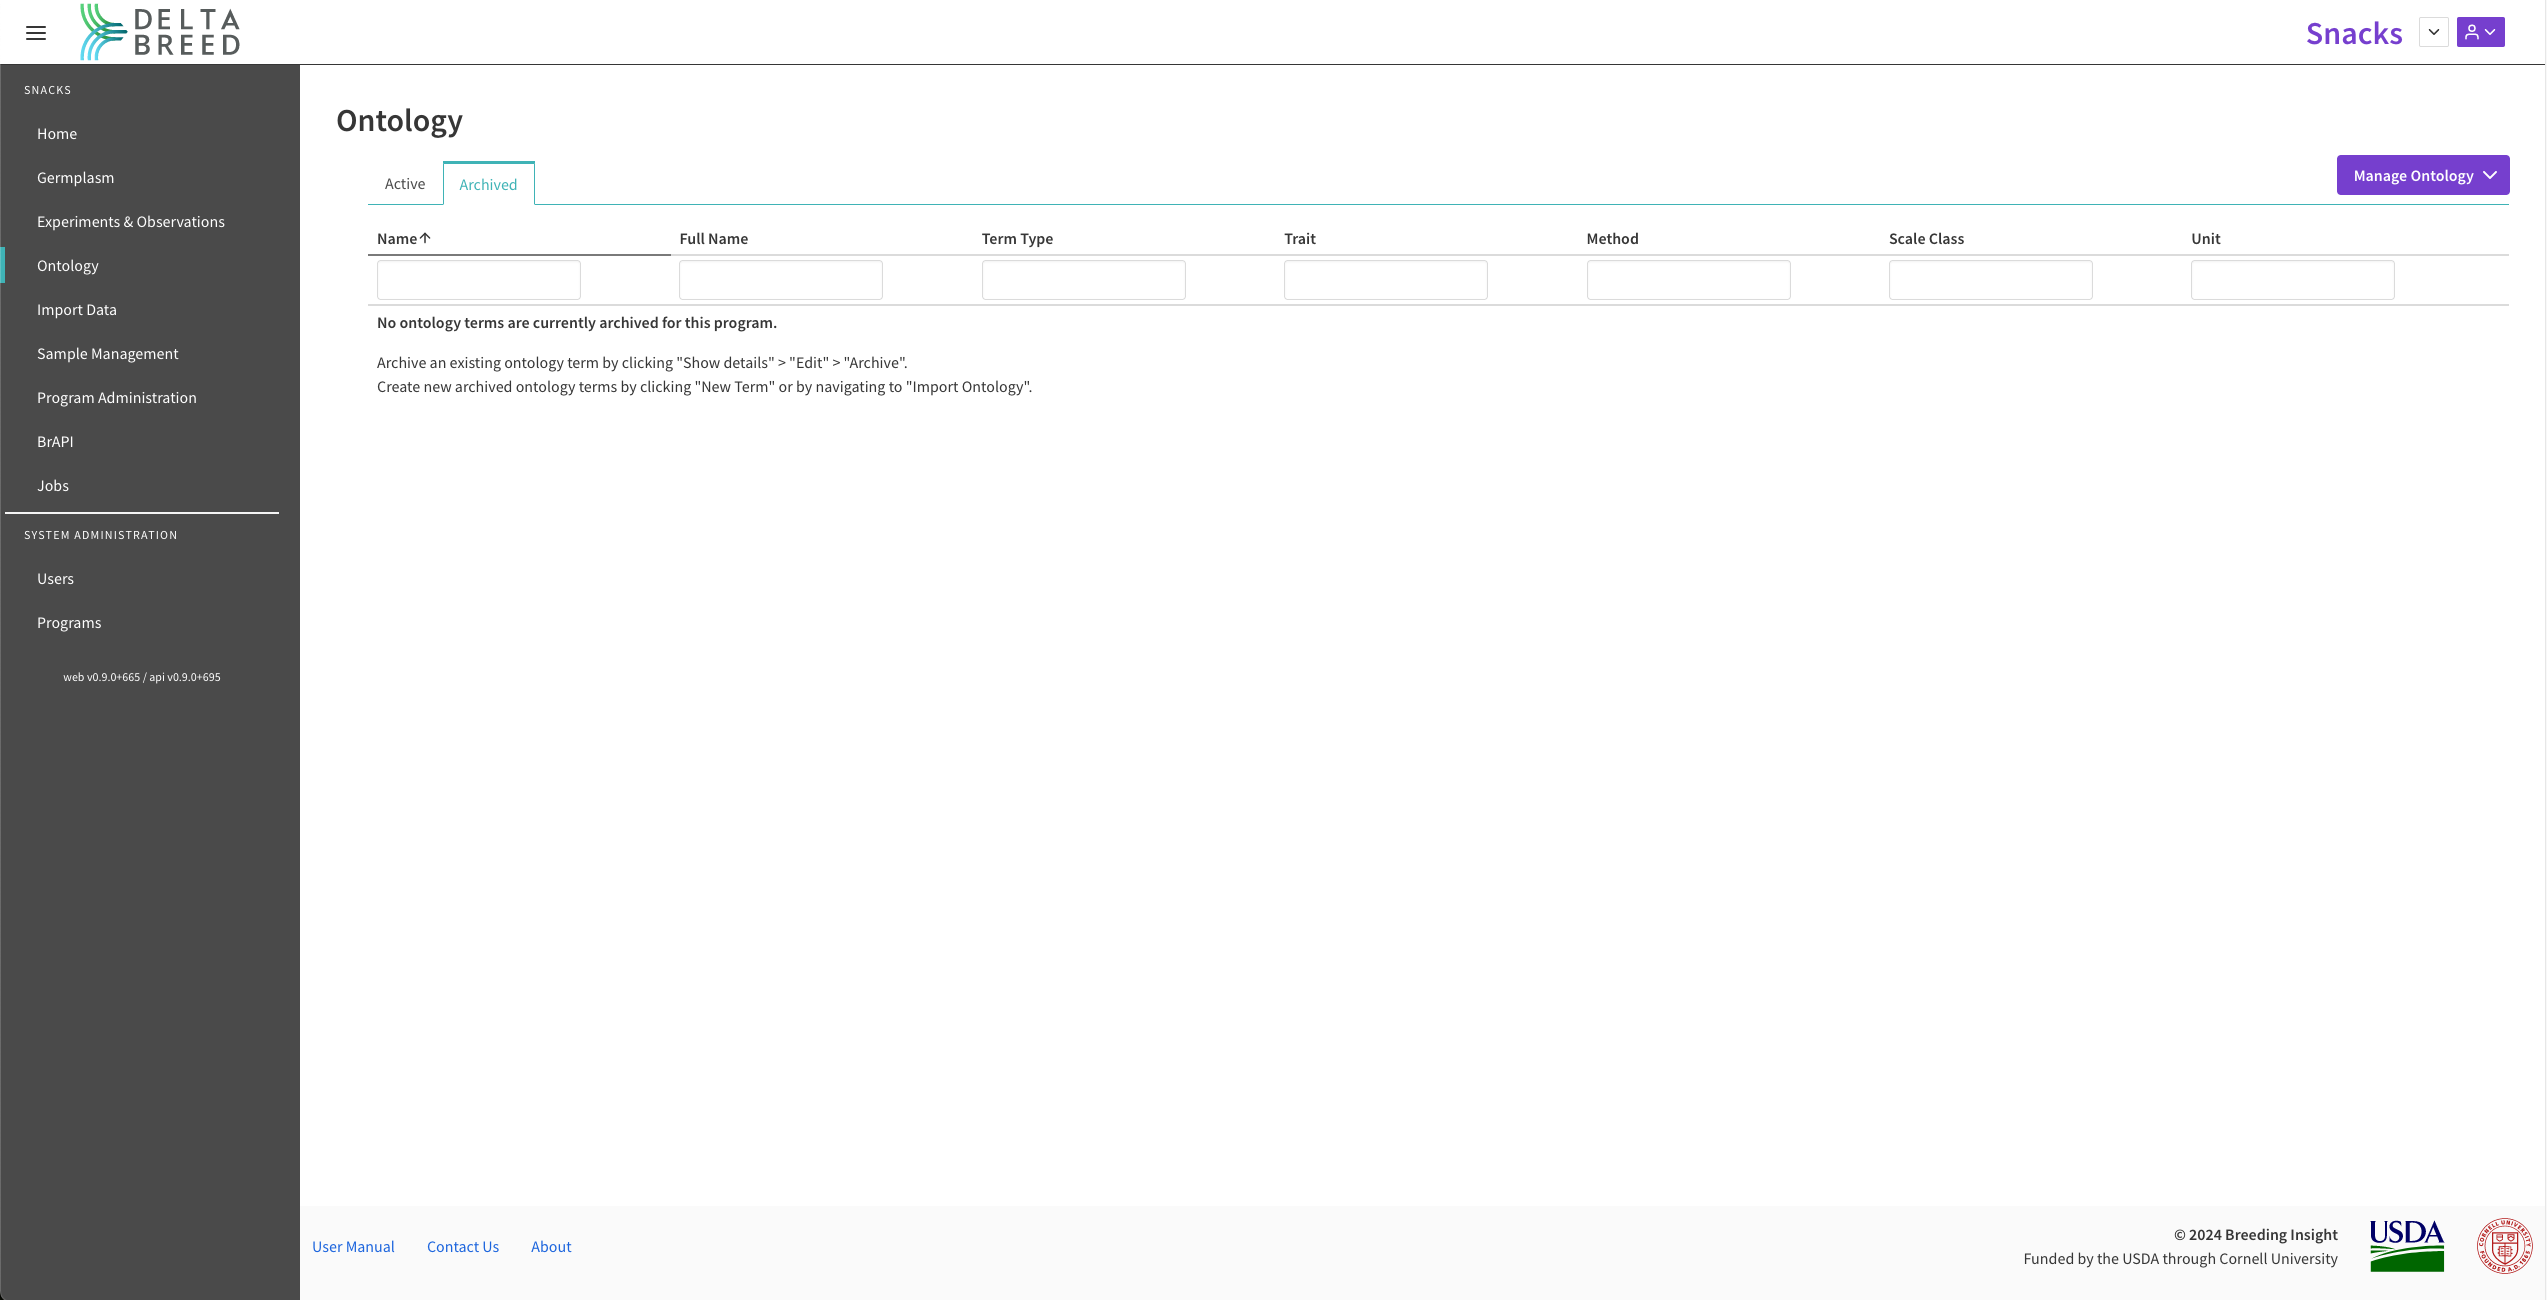 DELTA
BREED
Snacks
SNACKS
Home
Germplasm
Experiments & Observations
Ontology
Import Data
Sample Management
Program Administration
BrAPI
Jobs
SYSTEM ADMINISTRATION
Users
Programs
web v0.9.0+665 / api v0.9.0+695
Ontology
Active
Archived
Manage Ontology
Name
Full Name
Term Type
Trait
Method
Scale Class
Unit
No ontology terms are currently archived for this program.
Archive an existing ontology term by clicking "Show details" > "Edit" > "Archive".
Create new archived ontology terms by clicking "New Term" or by navigating to "Import Ontology".
User Manual
Contact Us
About
© 2024 Breeding Insight
Funded by the USDA through Cornell University
USDA
CORNELL UNIVERSITY
FOUNDED A.D. 1865